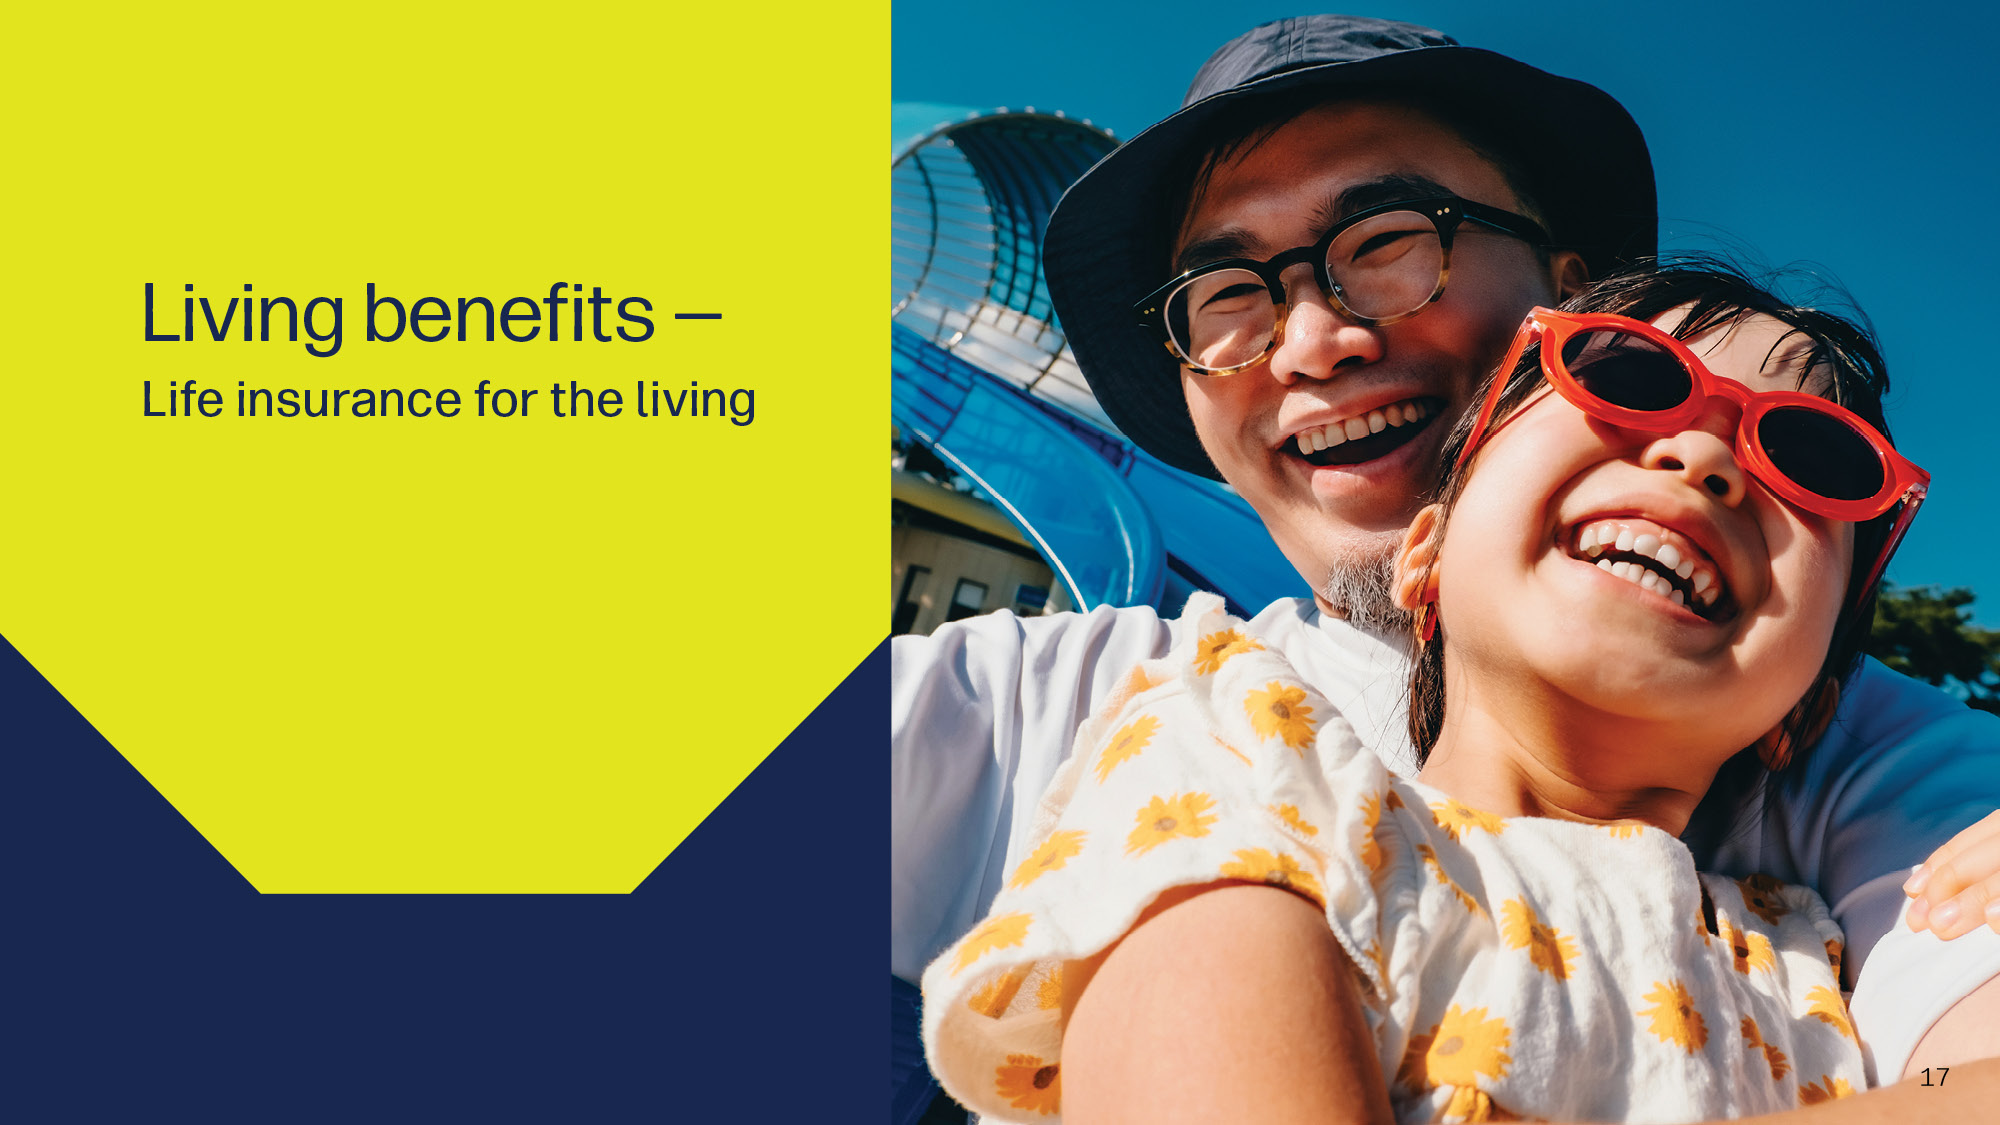 Living benefits –
Life insurance for the living
17